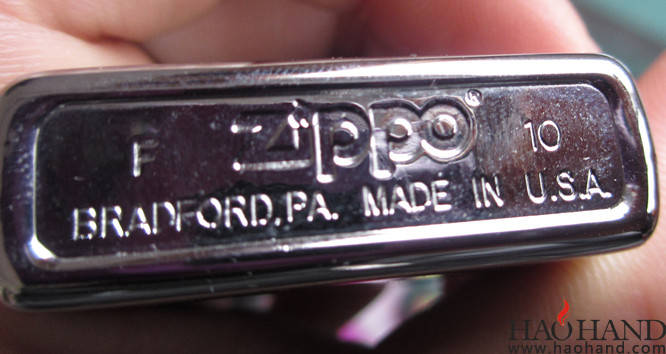 F Zippo® 10
BRADFORD,PA. MADE IN U.S.A.
HAOHAND
www.haohand.com